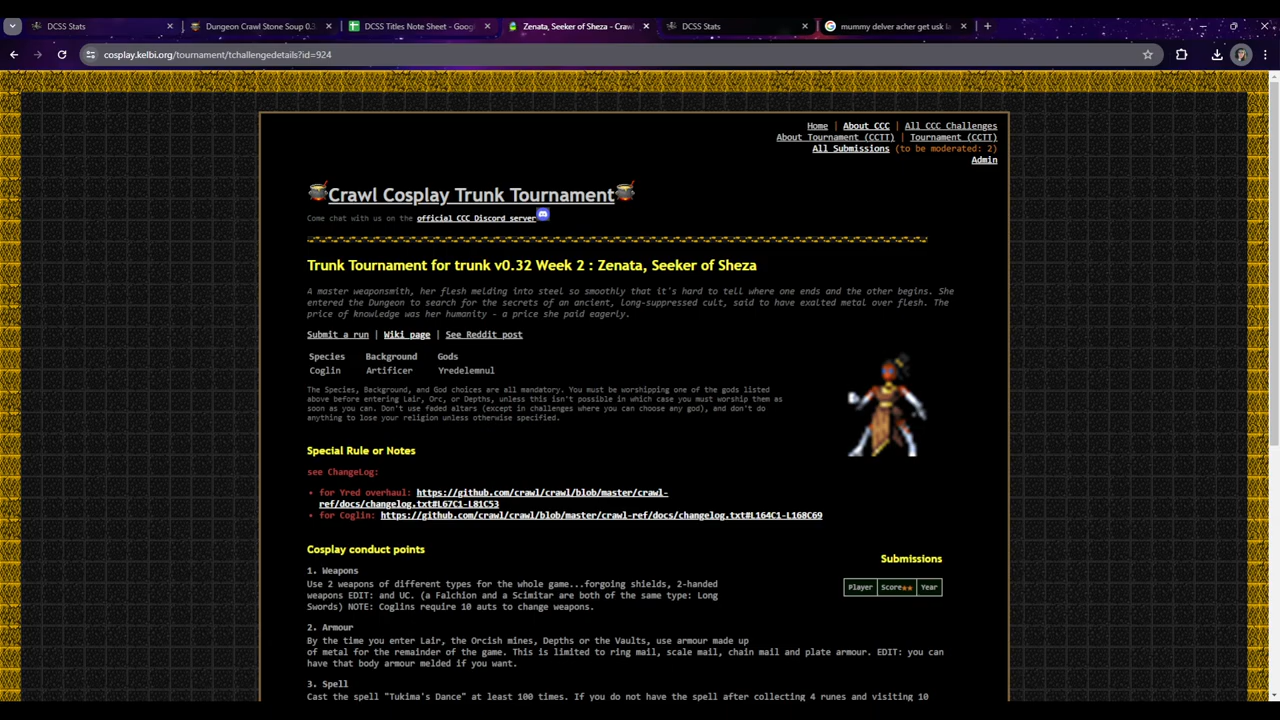 DCSS Stats
Dungeon Crawl Stone Soup 0.3
DCSS Titles Note Sheet - Goog
Zenata, Seeker of Sheza - Craw
DCSS Stats
mummy delver acher get usk la
cosplay.kelbi.org/tournament/tchallengedetails?id=924
Home | About CCC | All CCC Challenges
About Tournament (CCTT) | Tournament (CCTT)
All Submissions (to be moderated: 2)
Admin
Crawl Cosplay Trunk Tournament
Come chat with us on the official CCC Discord server
Trunk Tournament for trunk v0.32 Week 2 : Zenata, Seeker of Sheza
A master weaponsmith, her flesh melding into steel so smoothly that it's hard to tell where one ends and the other begins. She
entered the Dungeon to search for the secrets of an ancient, long-suppressed cult, said to have exalted metal over flesh. The
price of knowledge was her humanity - a price she paid eagerly.
Submit a run | Wiki page | See Reddit post
Species Background Gods
Coglin Artificer Yredelemnul
The Species, Background, and God choices are all mandatory. You must be worshipping one of the gods listed
above before entering Lair, Orc, or Depths, unless this isn't possible in which case you must worship them as
soon as you can. Don't use faded altars (except in challenges where you can choose any god), and don't do
anything to lose your religion unless otherwise specified.
Special Rule or Notes
see ChangeLog:
• for Yred overhaul: https://github.com/crawl/crawl/blob/master/crawl-
ref/docs/changelog.txt#L67C1-L81C53
• for Coglin: https://github.com/crawl/crawl/blob/master/crawl-ref/docs/changelog.txt#L164C1-L168C69
Cosplay conduct points
1. Weapons
Use 2 weapons of different types for the whole game...forgoing shields, 2-handed
weapons EDIT: and UC. (a Falchion and a Scimitar are both of the same type: Long
Swords) NOTE: Coglins require 10 auts to change weapons.
2. Armour
By the time you enter Lair, the Orcish mines, Depths or the Vaults, use armour made up
of metal for the remainder of the game. This is limited to ring mail, scale mail, chain mail and plate armour. EDIT: you can
have that body armour melded if you want.
3. Spell
Cast the spell "Tukima's Dance" at least 100 times. If you do not have the spell after collecting 4 runes and visiting 10
Submissions
Player Score★★ Year